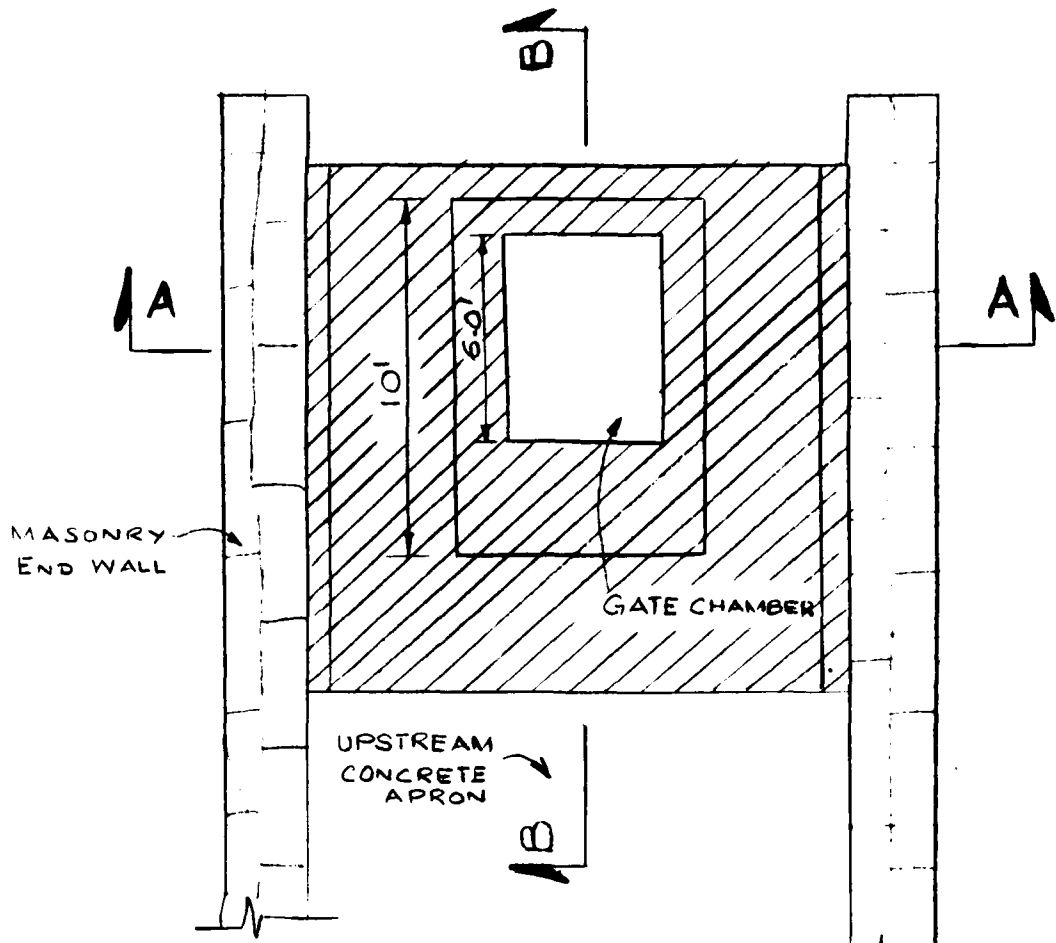 B
A
A
10'
6-0'
MASONRY
END WALL
GATE CHAMBER
UPSTREAM
CONCRETE
APRON
B